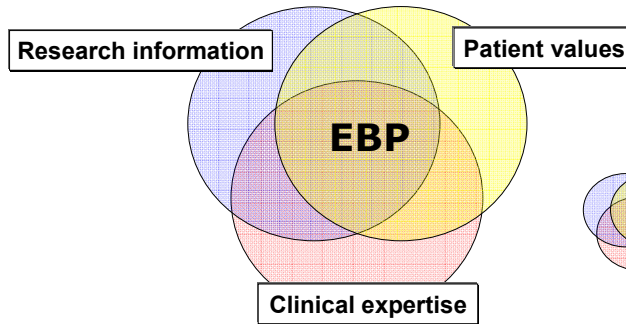 Research information
Patient values
EBP
Clinical expertise